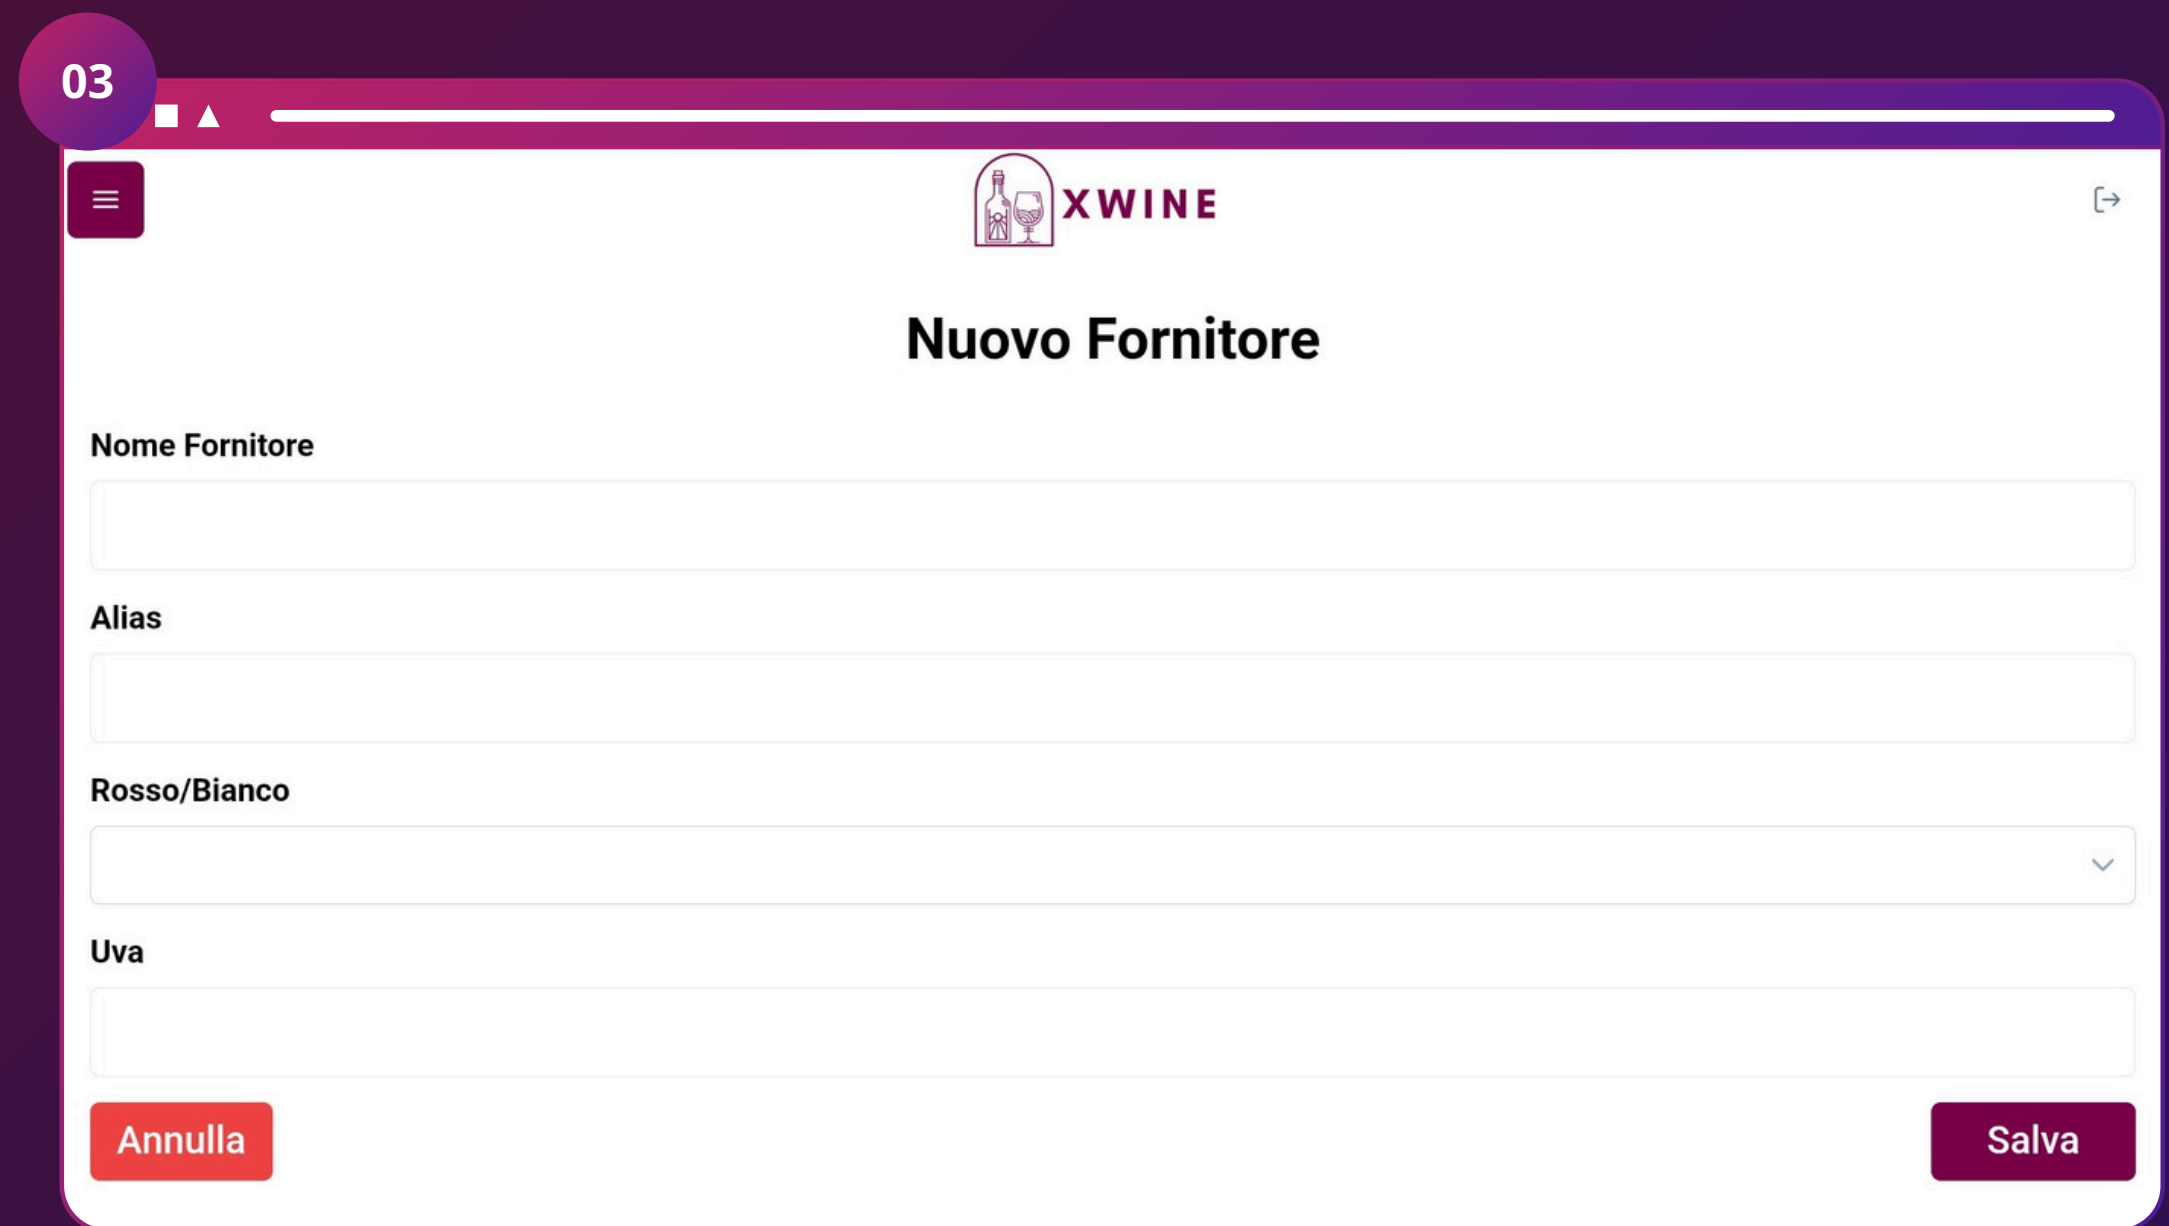 03
XWINE
Nuovo Fornitore
Nome Fornitore
Alias
Rosso/Bianco
Uva
Annulla
Salva